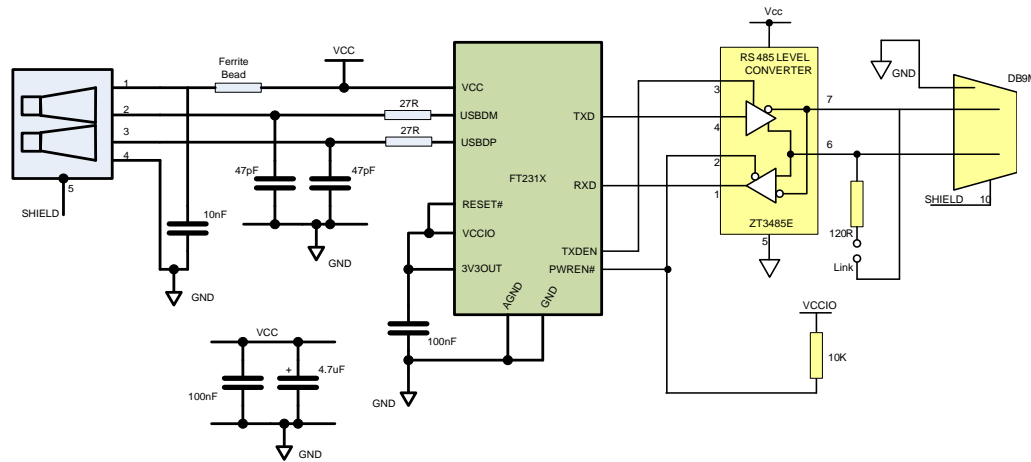 Vcc
VCC
Ferrite
Bead
RS485 LEVEL
CONVERTER
GND
DB9M
1
VCC
3
7
2
27R
USBDM
TXD
4
3
27R
USBDP
6
4
2
47pF
47pF
FT231X
RXD
1
5
SHIELD
10
SHIELD
RESET#
10nF
ZT3485E
VCCIO
5
120R
GND
TXDEN
3V3OUT
PWREN#
Link
GND
AGND
GND
VCCIO
VCC
100nF
10K
+
4.7uF
100nF
GND
GND